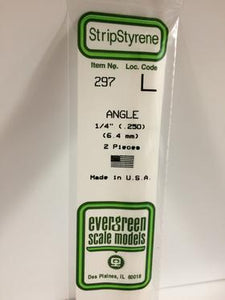 StripStyrene
Item No. Loc. Code
297 L
ANGLE
1/4" (.250)
(6.4 mm)
2 Pieces
Made in U.S.A.
evergreen
scale models
Des Plaines, IL 60018